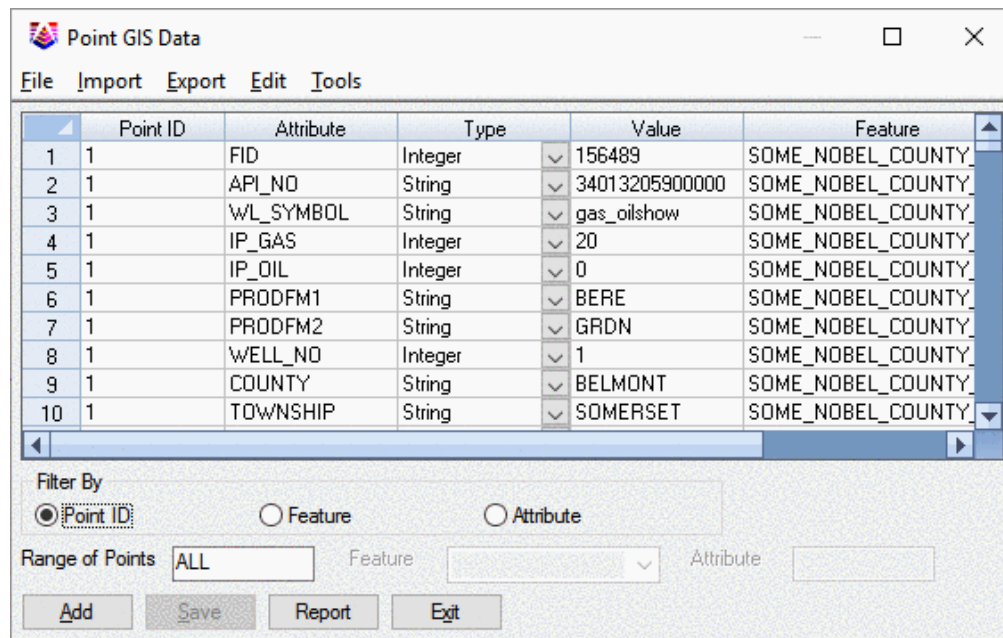 Point GIS Data
File Import Export Edit Tools
Point ID Attribute Type Value Feature
1 1 FID Integer 156489 SOME_NOBEL_COUNTY_
2 1 API_NO String 34013205900000 SOME_NOBEL_COUNTY_
3 1 WL_SYMBOL String gas_oilshow SOME_NOBEL_COUNTY_
4 1 IP_GAS Integer 20 SOME_NOBEL_COUNTY_
5 1 IP_OIL Integer 0 SOME_NOBEL_COUNTY_
6 1 PRODFM1 String BERE SOME_NOBEL_COUNTY_
7 1 PRODFM2 String GRDN SOME_NOBEL_COUNTY_
8 1 WELL_NO Integer 1 SOME_NOBEL_COUNTY_
9 1 COUNTY String BELMONT SOME_NOBEL_COUNTY_
10 1 TOWNSHIP String SOMERSET SOME_NOBEL_COUNTY_
Filter By
Point ID Feature Attribute
Range of Points ALL Feature Attribute
Add Save Report Exit